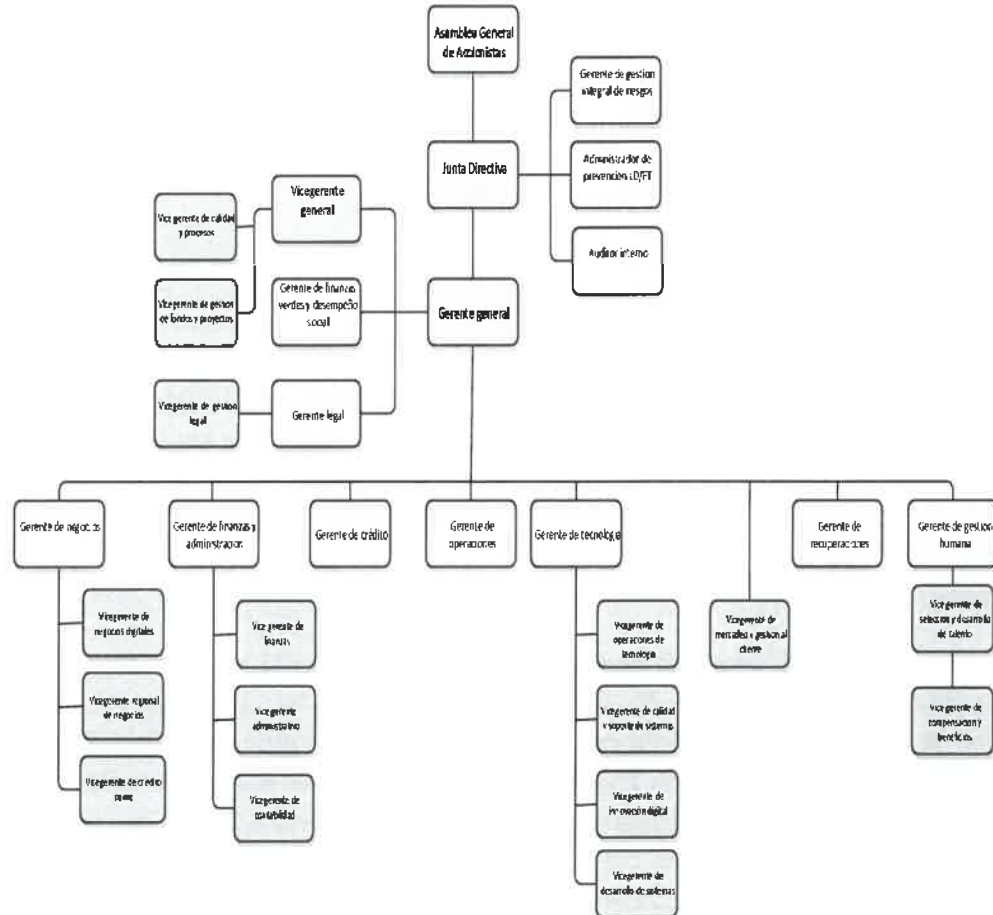 Asamblea General
de Accionistas
Gerente de gestion
integral de riesgos
Junta Directiva
Administrador de
prevencion LD/FT
Auditor interno
Vicegerente
general
Vicegerente de calidad
y procesos
Vicegerente de gestion
de fondos y proyectos
Gerente de finanzas
verdes y desempeño
social
Gerente general
Vicegerente de gestion
legal
Gerente legal
Gerente de negocios
Gerente de finanzas y
administracion
Gerente de crédito
Gerente de
operaciones
Gerente de tecnologia
Gerente de
recuperaciones
Gerente de gestion
humana
Vicegerente de
negocios digitales
Vicegerente regional
de negocios
Vicegerente de credito
Vicegerente de
finanzas
Vicegerente
administrativo
Vicegerente de
contabilidad
Vicegerente de
operaciones de
tecnologia
Vicegerente de calidad
y soporte de sistemas
Vicegerente de
innovación digital
Vicegerente de
desarrollo de sistemas
Vicegerente de
mercadeo y gestion al
cliente
Vicegerente de
seleccion y desarrollo
de talento
Vicegerente de
compensacion y
beneficios